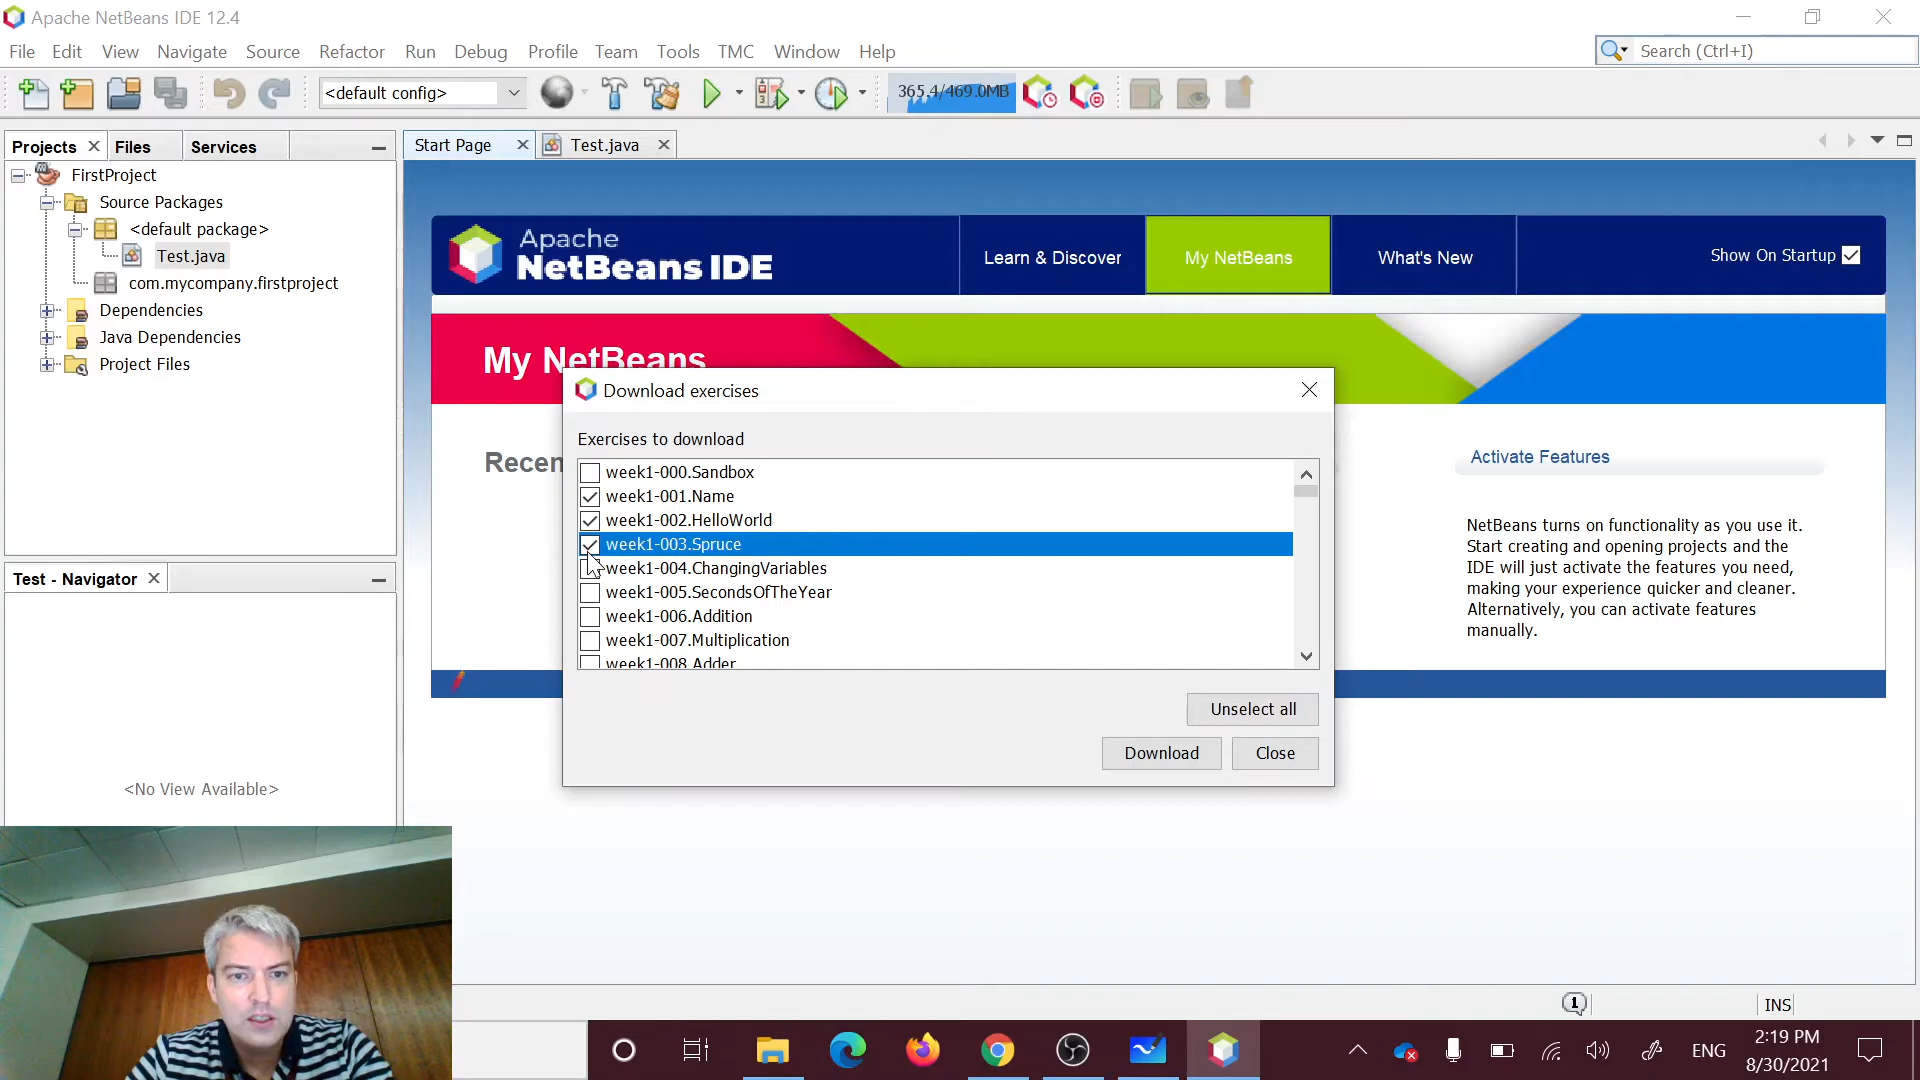 Apache NetBeans IDE 12.4
File Edit View Navigate Source Refactor Run Debug Profile Team Tools TMC Window Help
Search (Ctrl+I)
<default config>
365.4/469.0MB
Projects Files Services
Start Page Test.java
FirstProject
Source Packages
<default package>
Test.java
com.mycompany.firstproject
Dependencies
Java Dependencies
Project Files
Apache
NetBeans IDE
Learn & Discover
My NetBeans
What's New
Show On Startup
My NetBeans
Recen
Activate Features
NetBeans turns on functionality as you use it.
Start creating and opening projects and the
IDE will just activate the features you need,
making your experience quicker and cleaner.
Alternatively, you can activate features
manually.
Download exercises
Exercises to download
week1-000.Sandbox
week1-001.Name
week1-002.HelloWorld
week1-003.Spruce
week1-004.ChangingVariables
week1-005.SecondsOfTheYear
week1-006.Addition
week1-007.Multiplication
week1-008.Adder
Unselect all
Download Close
Test - Navigator
<No View Available>
1
INS
ENG
2:19 PM
8/30/2021